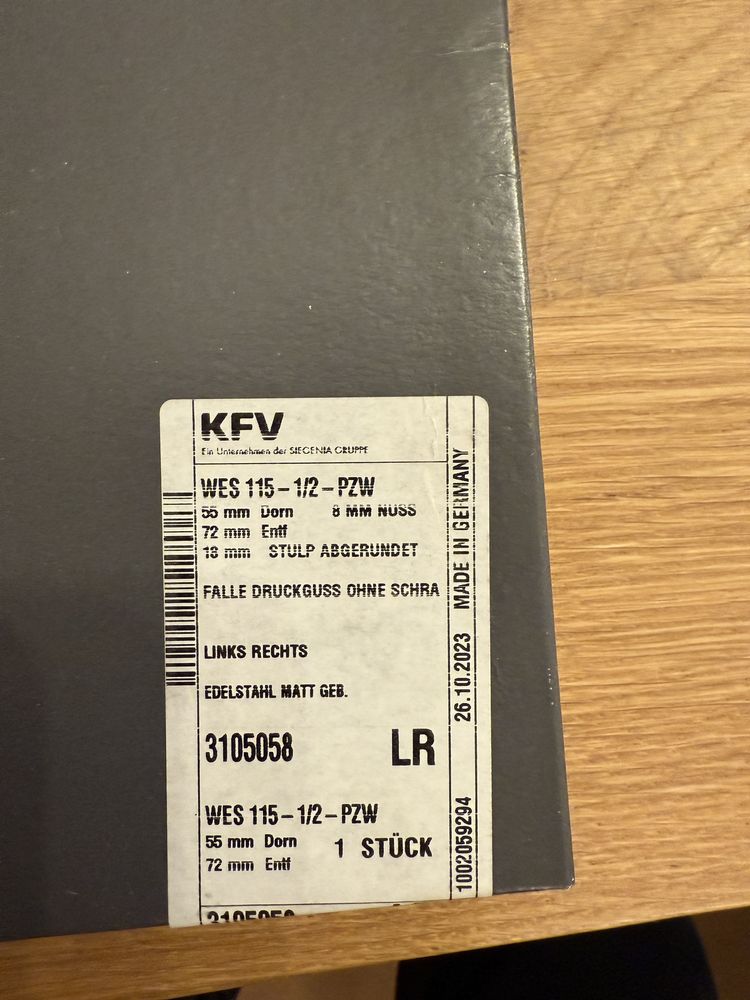 KFV
Ein Unternehmen der SIEGENIA GRUPPE
WES 115-1/2-PZW
55 mm Dorn 8 MM NUSS
72 mm Entf
18 mm STULP ABGERUNDET
FALLE DRUCKGUSS OHNE SCHRA
LINKS RECHTS
EDELSTAHL MATT GEB.
3105058 LR
WES 115-1/2-PZW
55 mm Dorn
1 STÜCK
72 mm Entf
1002059294 26.10.2023 MADE IN GERMANY